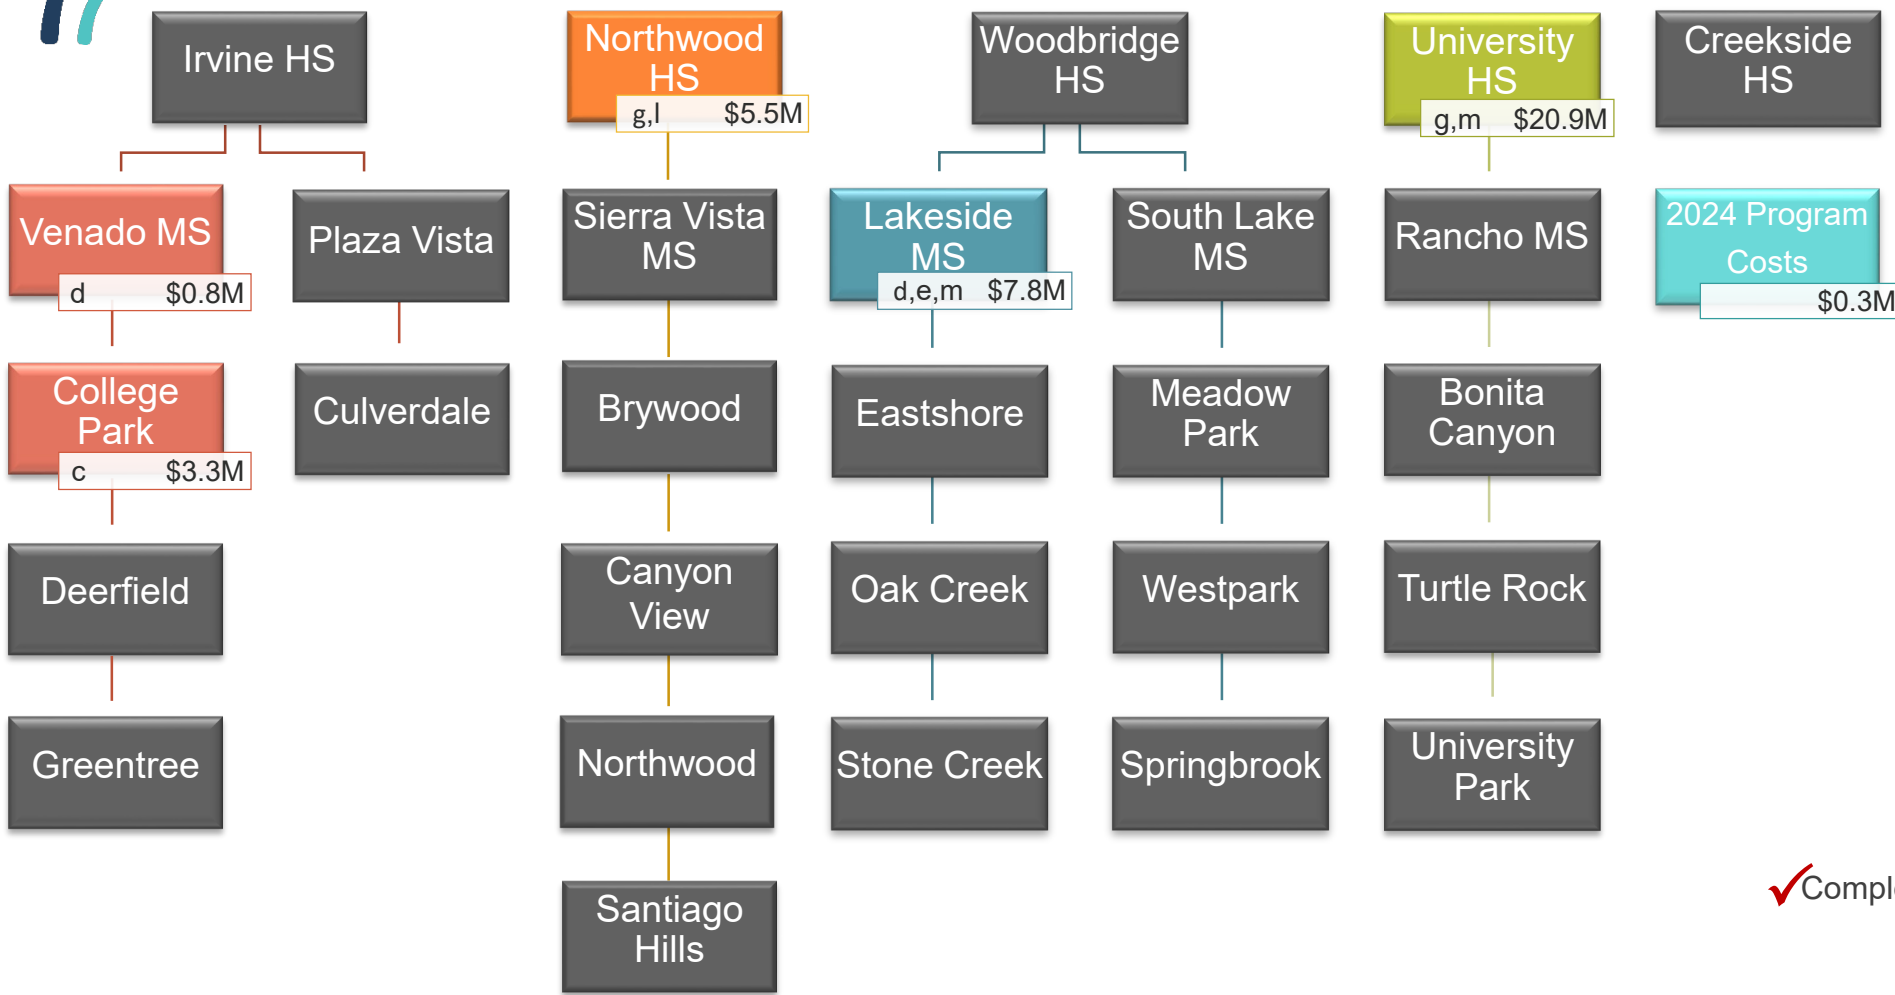 Irvine HS
Northwood
HS
g,l $5.5M
Woodbridge
HS
University
HS
g,m $20.9M
Creekside
HS
Venado MS
d $0.8M
Plaza Vista
Sierra Vista
MS
Lakeside
MS
d,e,m $7.8M
South Lake
MS
Rancho MS
2024 Program
Costs
$0.3M
College
Park
c $3.3M
Culverdale
Brywood
Eastshore
Meadow
Park
Bonita
Canyon
Deerfield
Canyon
View
Oak Creek
Westpark
Turtle Rock
Greentree
Northwood
Stone Creek
Springbrook
University
Park
Santiago
Hills